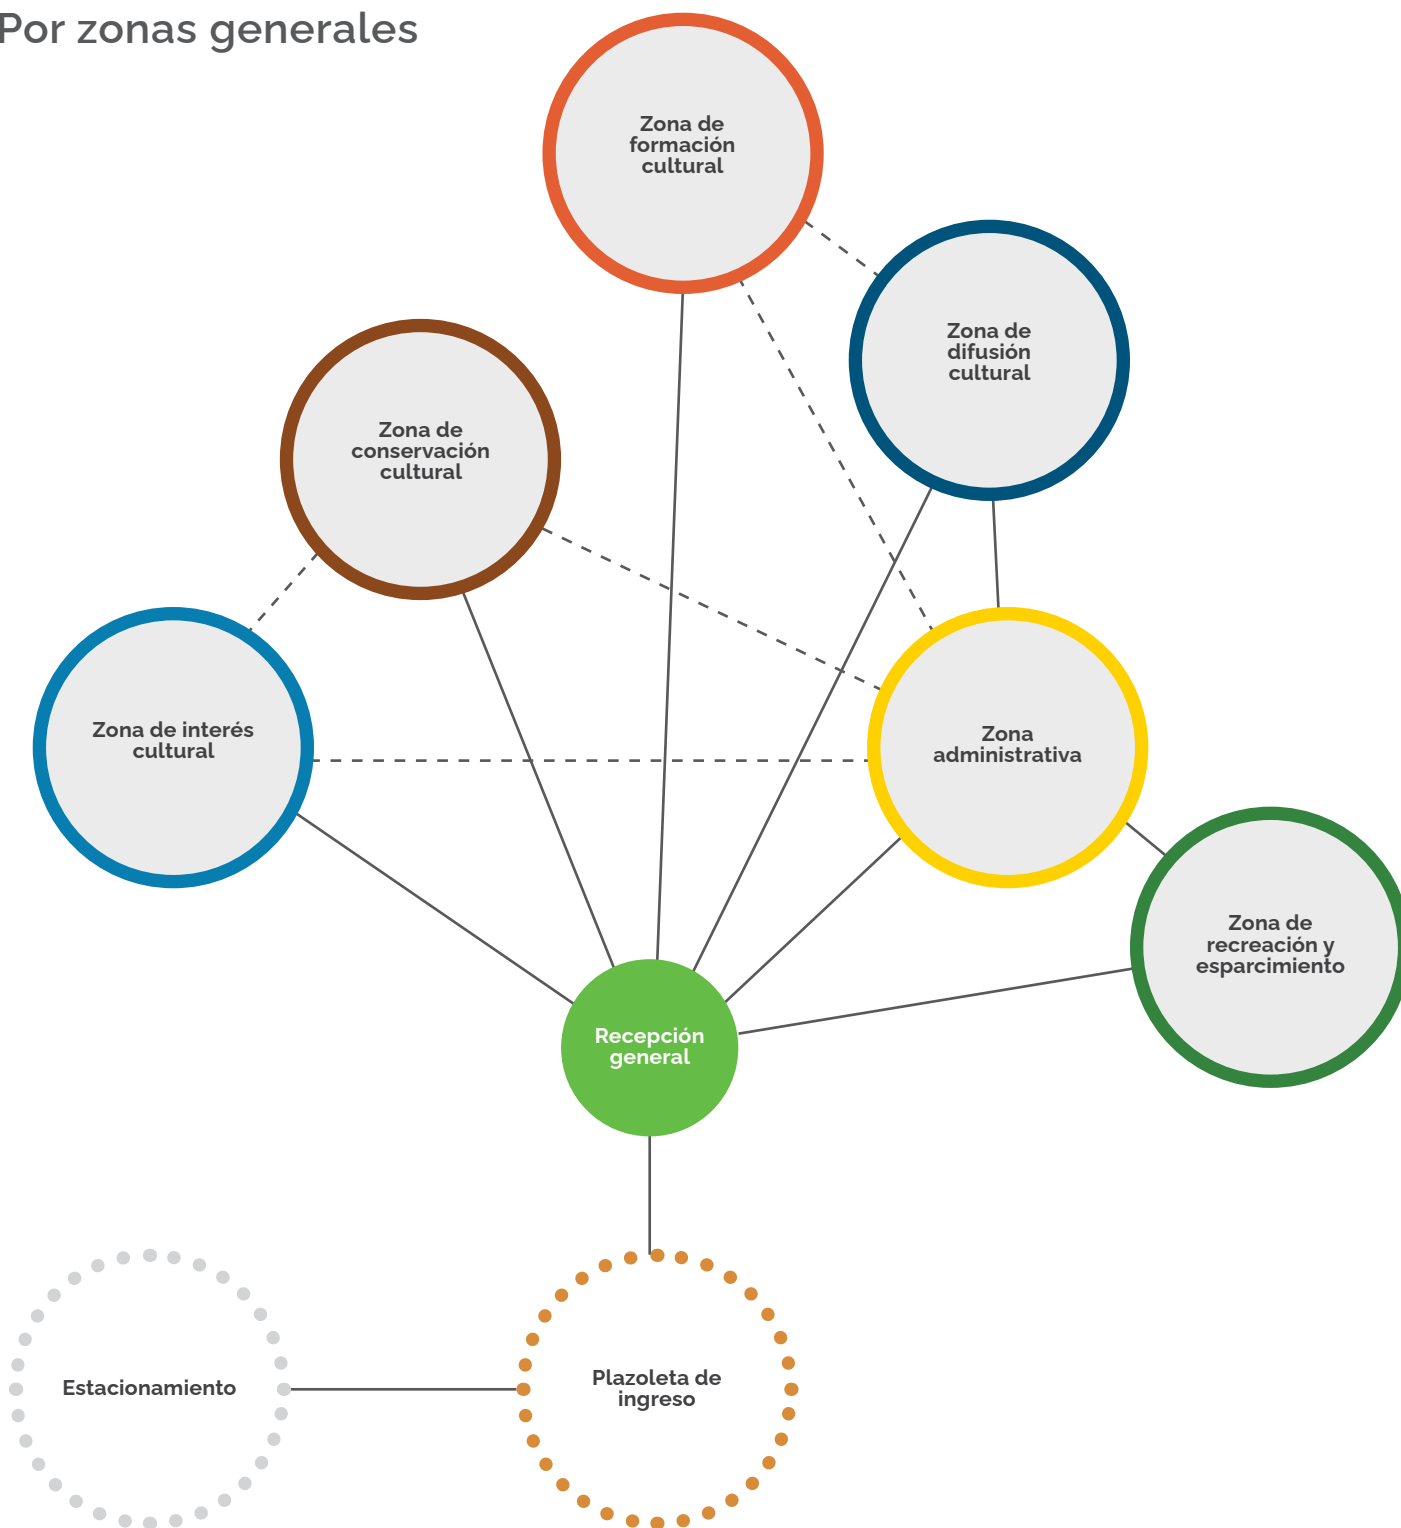 Por zonas generales
Zona de
formación
cultural
Zona de
difusión
cultural
Zona de
conservación
cultural
Zona de interés
cultural
Zona
administrativa
Zona de
recreación y
esparcimiento
Recepción
general
Estacionamiento
Plazoleta de
ingreso